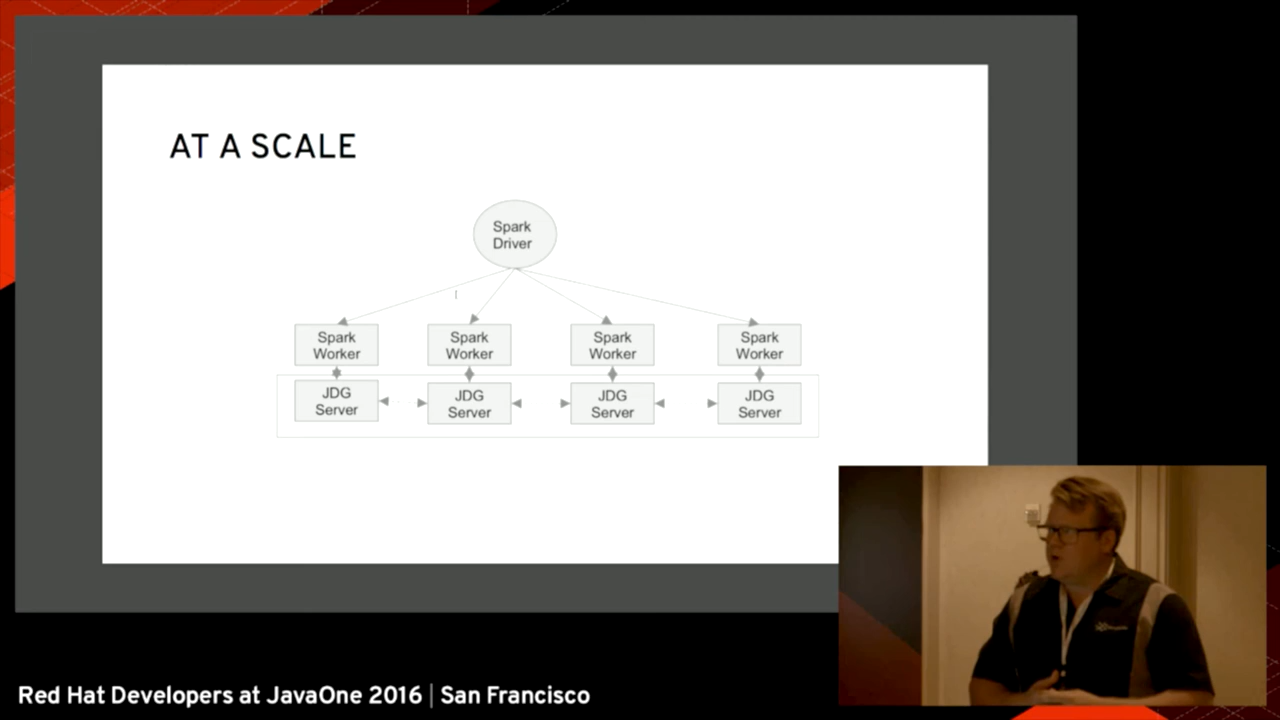 AT A SCALE
Spark
Driver
Spark
Worker
Spark
Worker
Spark
Worker
Spark
Worker
JDG
Server
JDG
Server
JDG
Server
JDG
Server
Red Hat Developers at JavaOne 2016 | San Francisco